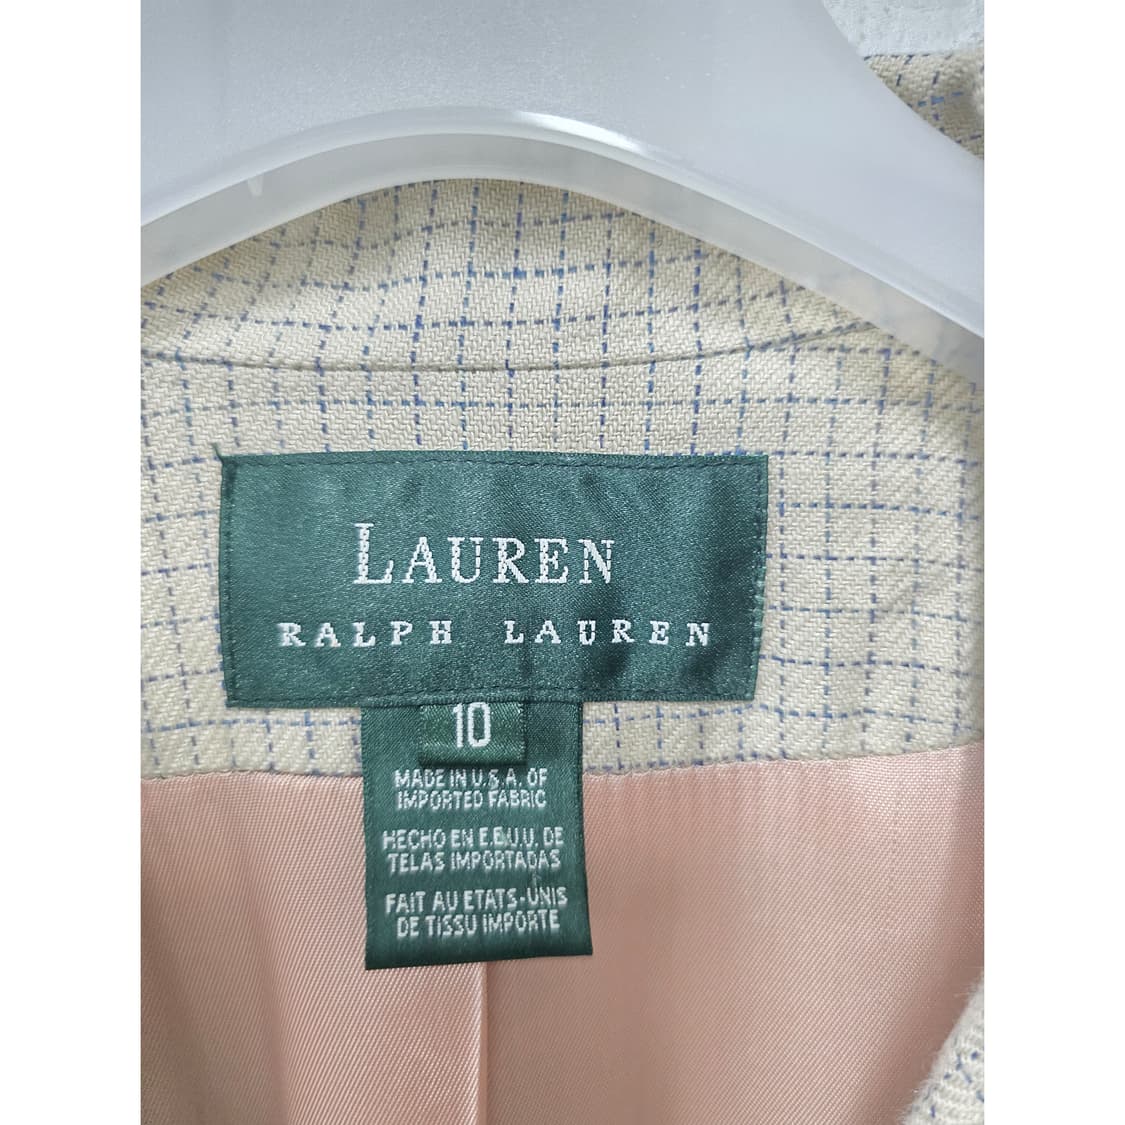 LAUREN
RALPH LAUREN
10
MADE IN U.S.A. OF
IMPORTED FABRIC
HECHO EN E.E.U.U. DE
TELAS IMPORTADAS
FAIT AU ETATS-UNIS
DE TISSU IMPORTE